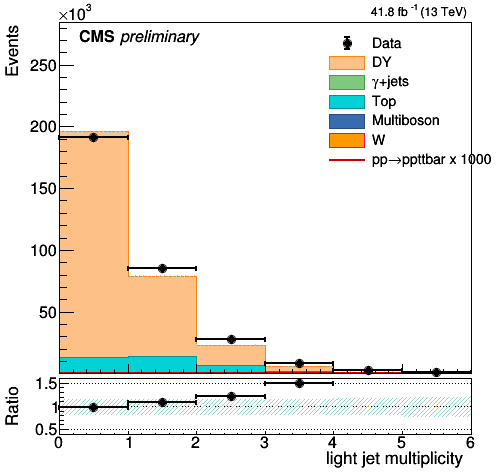 ×10³
41.8 fb⁻¹ (13 TeV)
CMS preliminary
Events
250
200
150
100
50
Data
DY
γ+jets
Top
Multiboson
W
pp→ppttbar x 1000
Ratio
1.5
1
0.5
0 1 2 3 4 5 6
light jet multiplicity